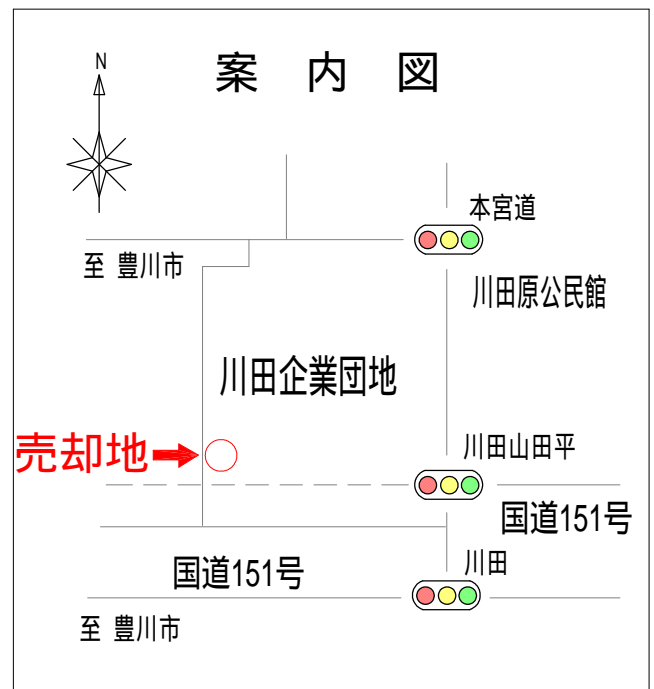 案内図
N
本宮道
至 豊川市
川田原公民館
川田企業団地
売却地
川田山田平
国道151号
川田
国道151号
至 豊川市